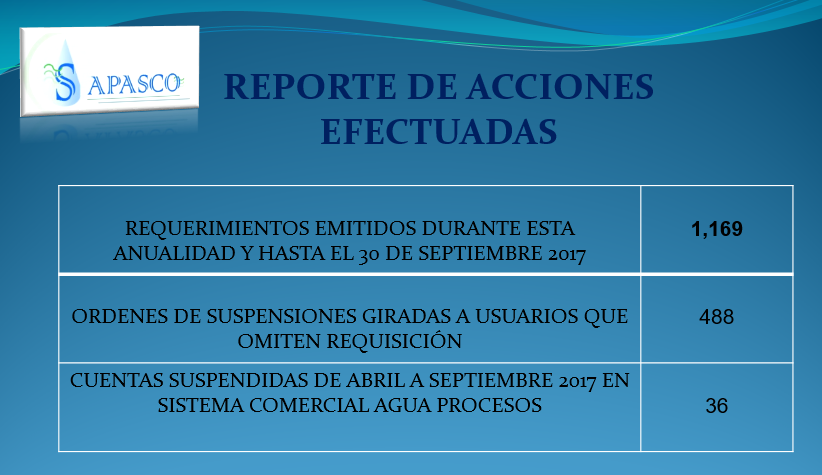 SAPASCO
REPORTE DE ACCIONES
EFECTUADAS
REQUERIMIENTOS EMITIDOS DURANTE ESTA
ANUALIDAD Y HASTA EL 30 DE SEPTIEMBRE 2017
1,169
ORDENES DE SUSPENSIONES GIRADAS A USUARIOS QUE
OMITEN REQUISICIÓN
488
CUENTAS SUSPENDIDAS DE ABRIL A SEPTIEMBRE 2017 EN
SISTEMA COMERCIAL AGUA PROCESOS
36